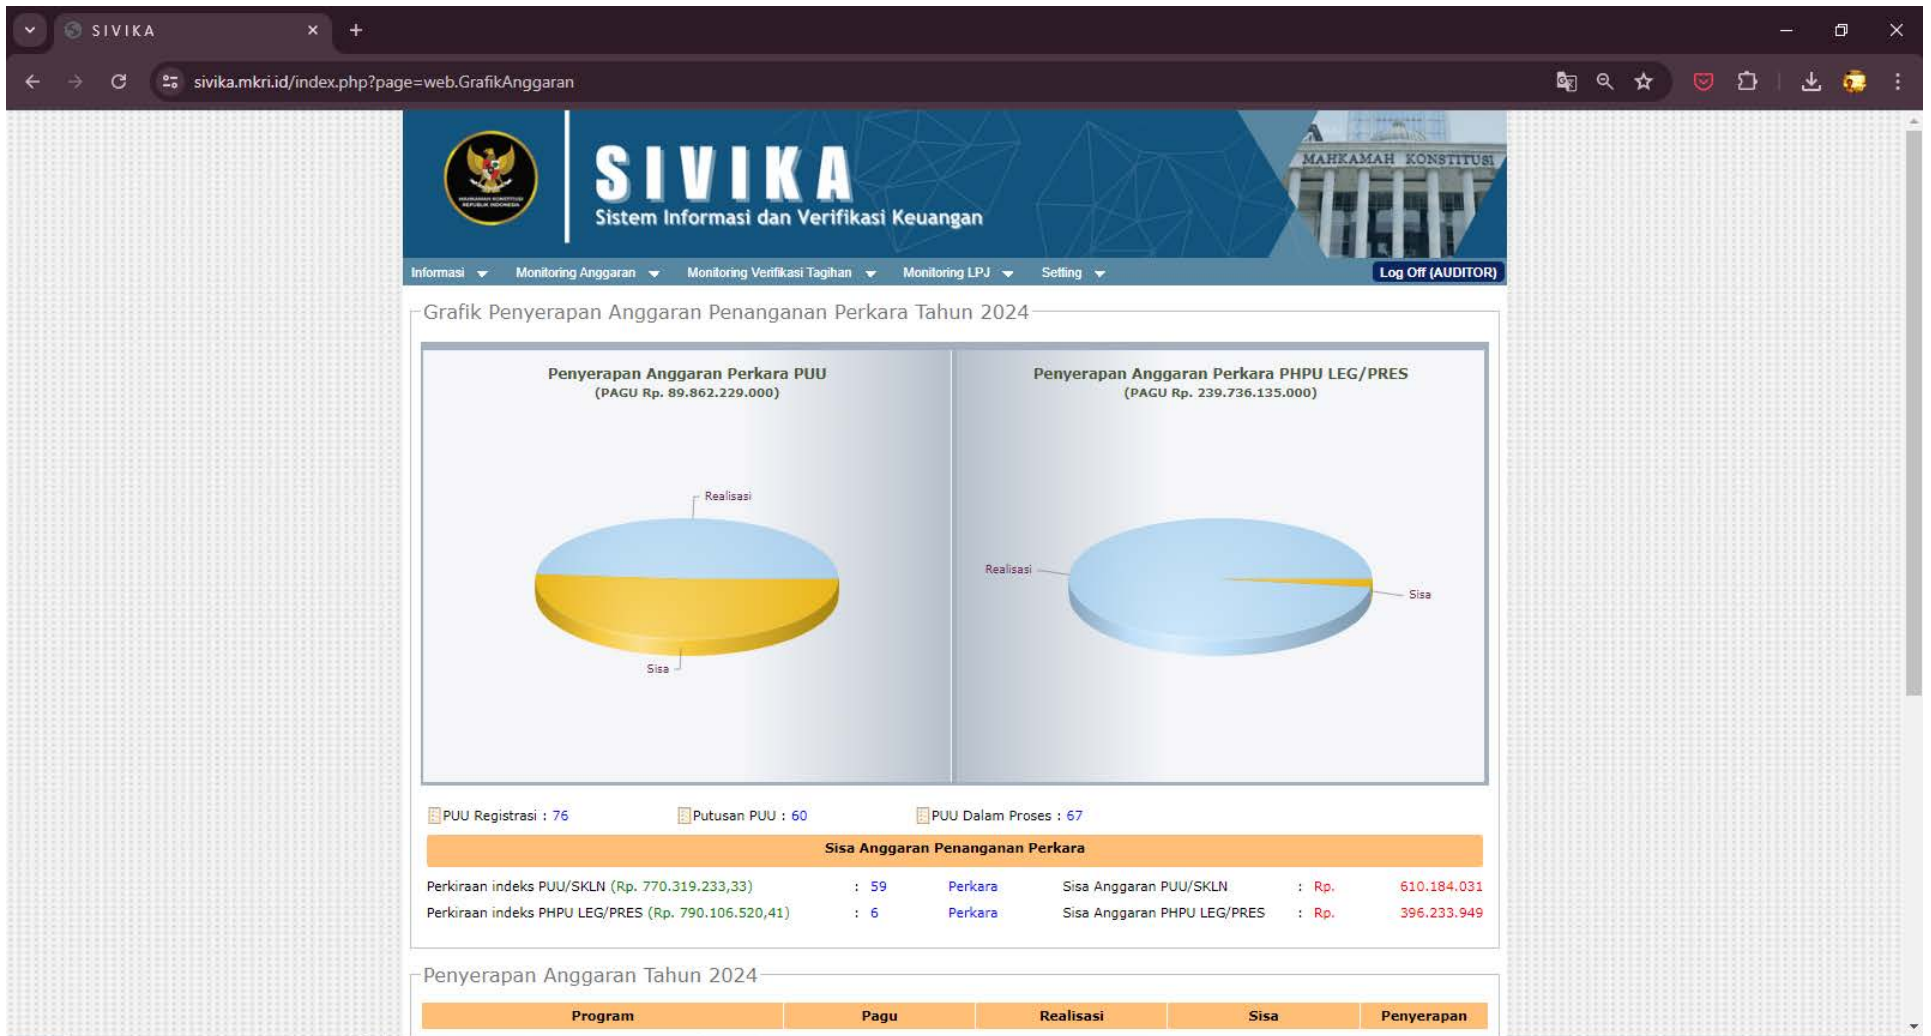 SIVIKA
sivika.mkri.id/index.php?page=web.GrafikAnggaran
MAHKAMAH KONSTITUSI
REPUBLIK INDONESIA
SIVIKA
Sistem Informasi dan Verifikasi Keuangan
MAHKAMAH KONSTITUSI
Informasi Monitoring Anggaran Monitoring Verifikasi Tagihan Monitoring LPJ Setting Log Off (AUDITOR)
Grafik Penyerapan Anggaran Penanganan Perkara Tahun 2024
Penyerapan Anggaran Perkara PUU
(PAGU Rp. 89.862.229.000)
Realisasi
Sisa
Penyerapan Anggaran Perkara PHPU LEG/PRES
(PAGU Rp. 239.736.135.000)
Realisasi
Sisa
PUU Registrasi : 76 Putusan PUU : 60 PUU Dalam Proses : 67
Sisa Anggaran Penanganan Perkara
Perkiraan indeks PUU/SKLN (Rp. 770.319.233,33) : 59 Perkara Sisa Anggaran PUU/SKLN : Rp. 610.184.031
Perkiraan indeks PHPU LEG/PRES (Rp. 790.106.520,41) : 6 Perkara Sisa Anggaran PHPU LEG/PRES : Rp. 396.233.949
Penyerapan Anggaran Tahun 2024
Program Pagu Realisasi Sisa Penyerapan